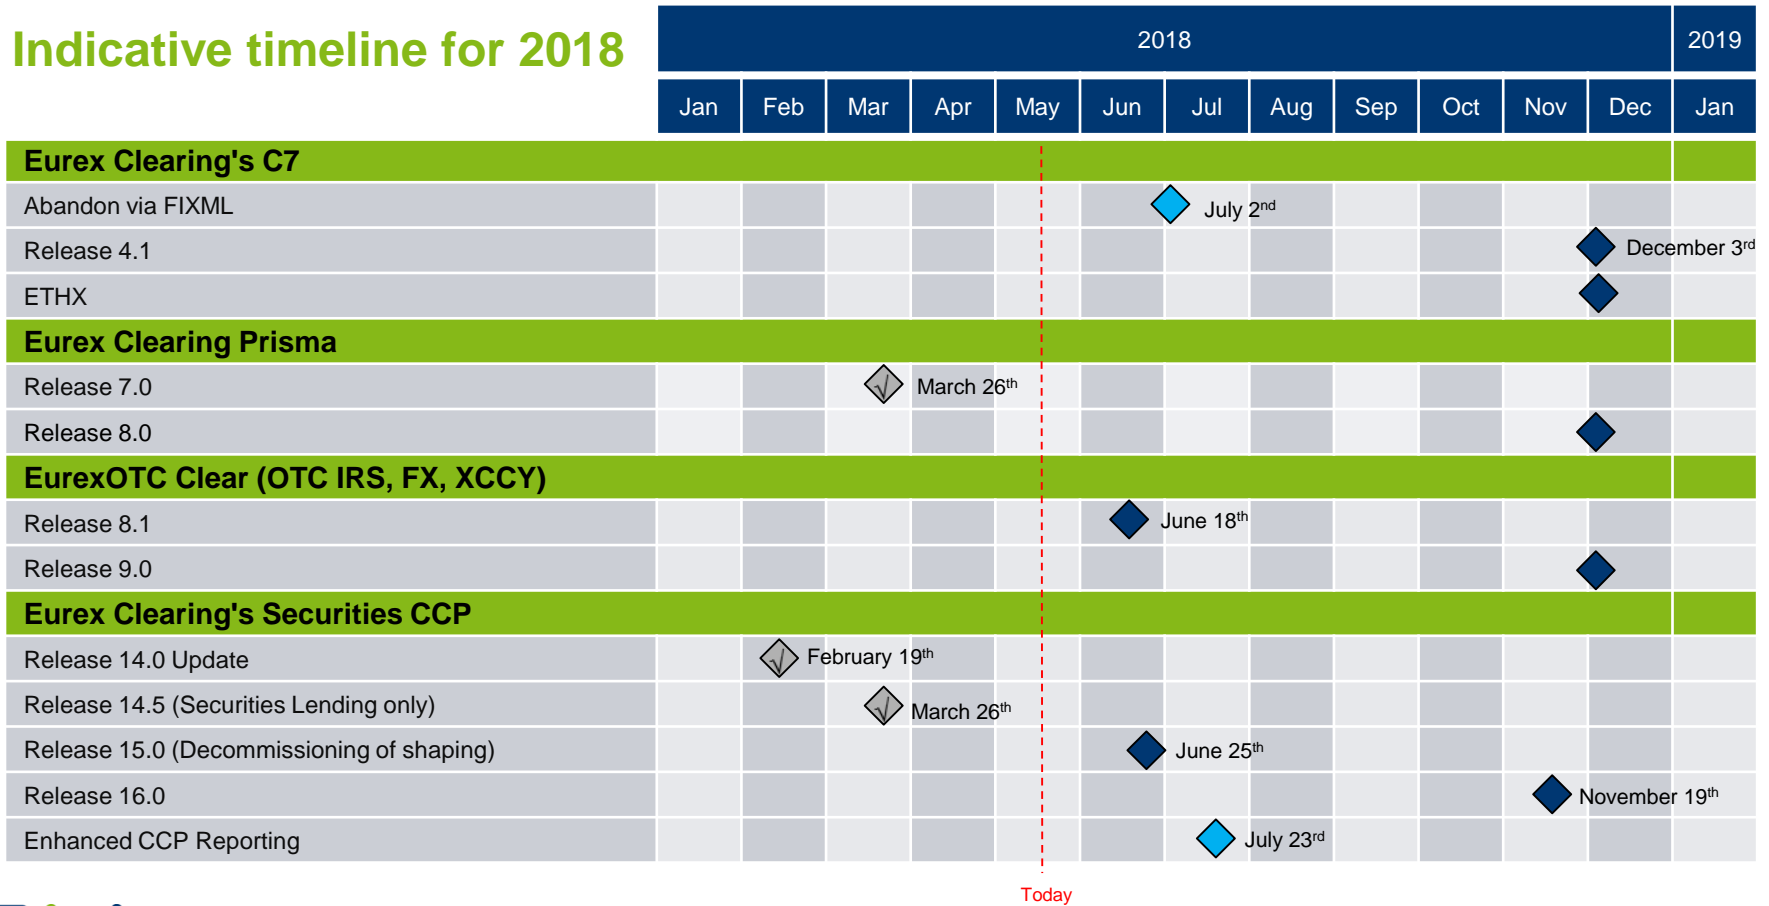 Indicative timeline for 2018
2018 2019
Jan Feb Mar Apr May Jun Jul Aug Sep Oct Nov Dec Jan
Eurex Clearing's C7
Abandon via FIXML July 2nd
Release 4.1 December 3rd
ETHX
Eurex Clearing Prisma
Release 7.0 √ March 26th
Release 8.0
EurexOTC Clear (OTC IRS, FX, XCCY)
Release 8.1 June 18th
Release 9.0
Eurex Clearing's Securities CCP
Release 14.0 Update √ February 19th
Release 14.5 (Securities Lending only) √ March 26th
Release 15.0 (Decommissioning of shaping) June 25th
Release 16.0 November 19th
Enhanced CCP Reporting July 23rd
Today